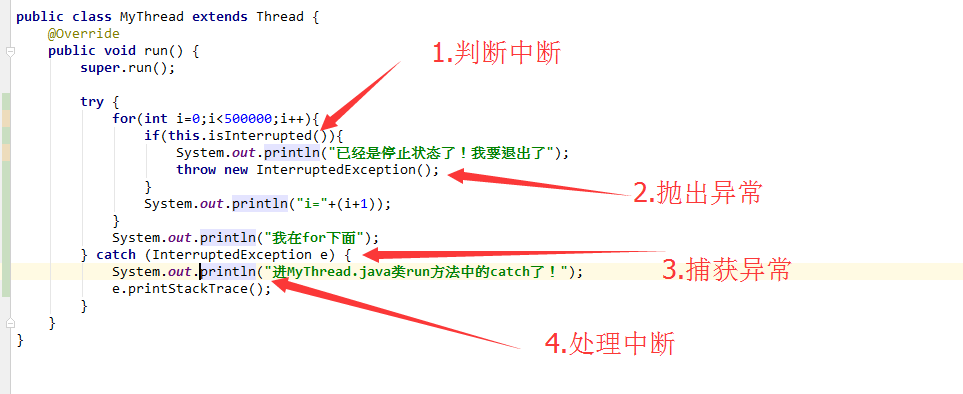 public class MyThread extends Thread {
@Override
public void run() {
1.判断中断
super.run();
try {
for(int i=0;i<500000;i++){
if(this.isInterrupted()){
System.out.println("已经是停止状态了！我要退出了");
throw new InterruptedException();
2.抛出异常
}
System.out.println("i="+(i+1));
}
System.out.println("我在for下面");
} catch (InterruptedException e) {
3.捕获异常
System.out.println("进MyThread.java类run方法中的catch了！");
e.printStackTrace();
}
4.处理中断
}
}